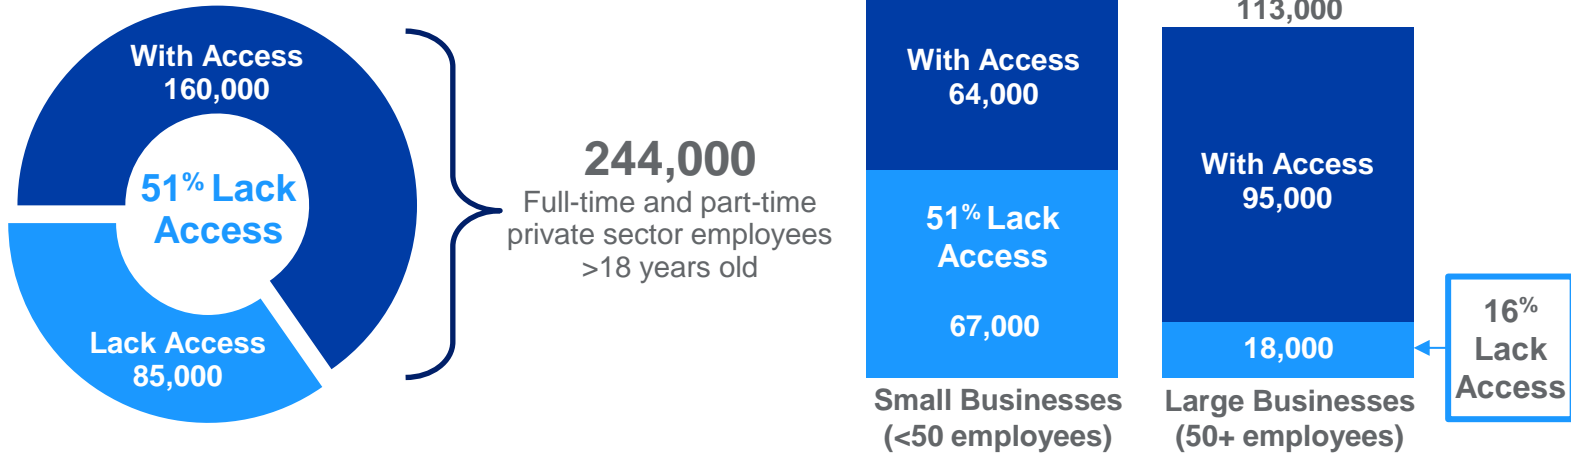 With Access
160,000
51% Lack
Access
Lack Access
85,000
244,000
Full-time and part-time
private sector employees
>18 years old
With Access
64,000
51% Lack
Access
67,000
Small Businesses
(<50 employees)
113,000
With Access
95,000
18,000
Large Businesses
(50+ employees)
16%
Lack
Access